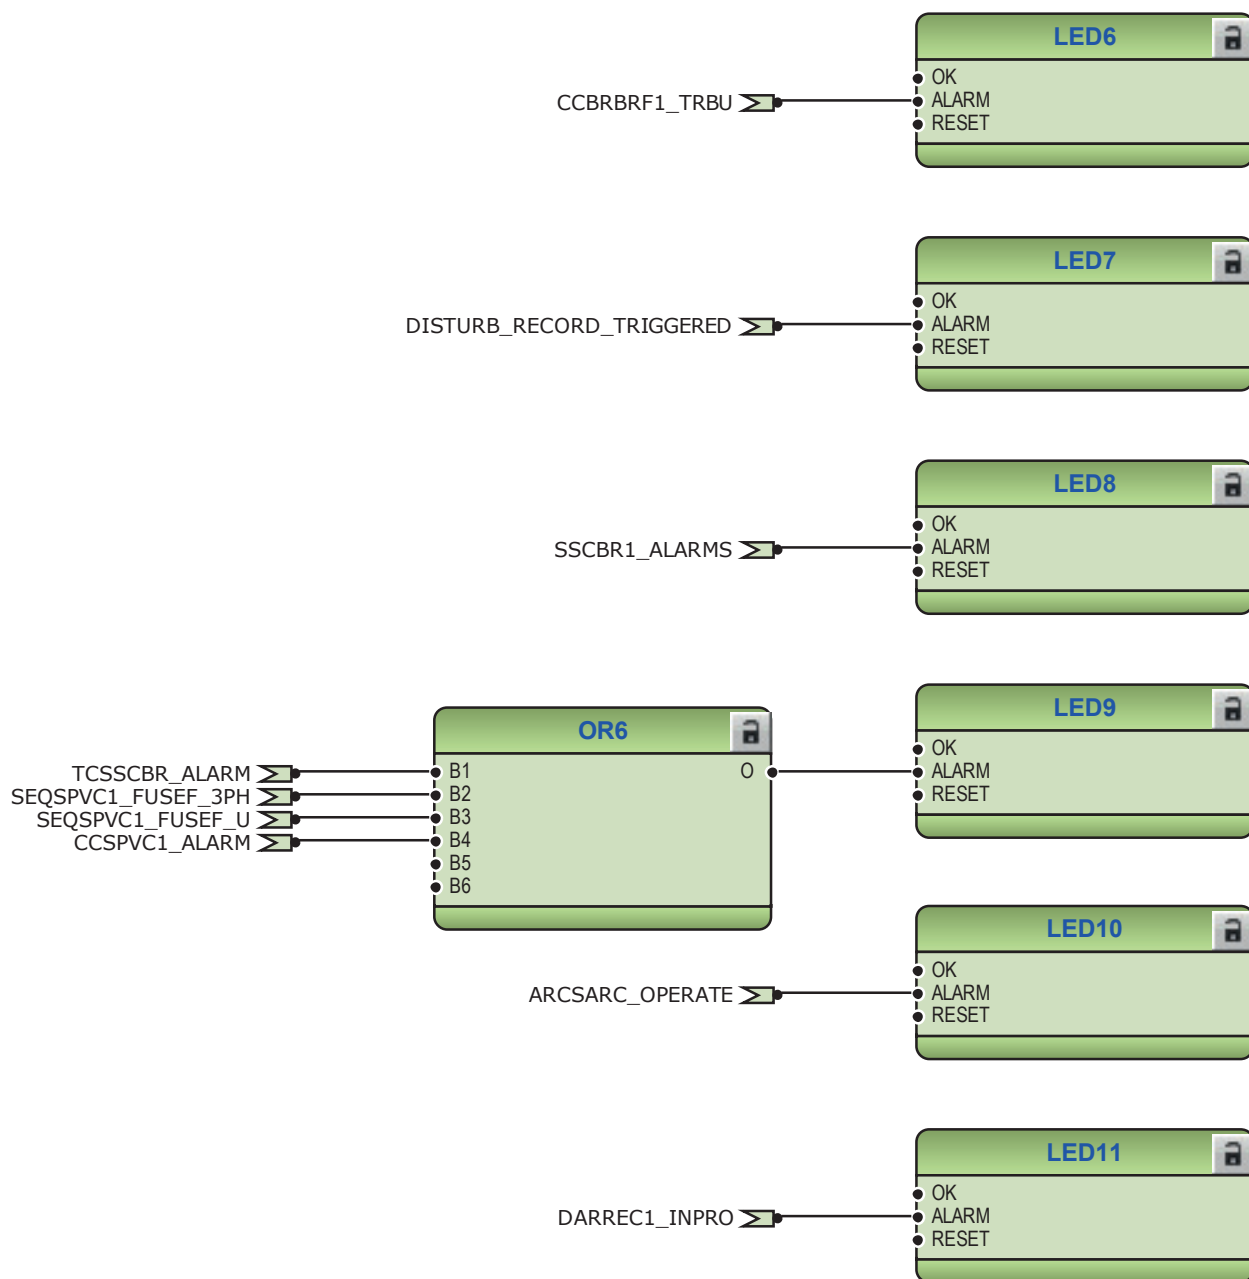 LED6
OK
CCBRBRF1_TRBU
ALARM
RESET
LED7
OK
DISTURB_RECORD_TRIGGERED
ALARM
RESET
LED8
OK
SSCBR1_ALARMS
ALARM
RESET
OR6
TCSSCBR_ALARM
SEQSPVC1_FUSEF_3PH
SEQSPVC1_FUSEF_U
CCSPVC1_ALARM
B1
B2
B3
B4
B5
B6
O
LED9
OK
ALARM
RESET
LED10
OK
ARCSARC_OPERATE
ALARM
RESET
LED11
OK
DARREC1_INPRO
ALARM
RESET